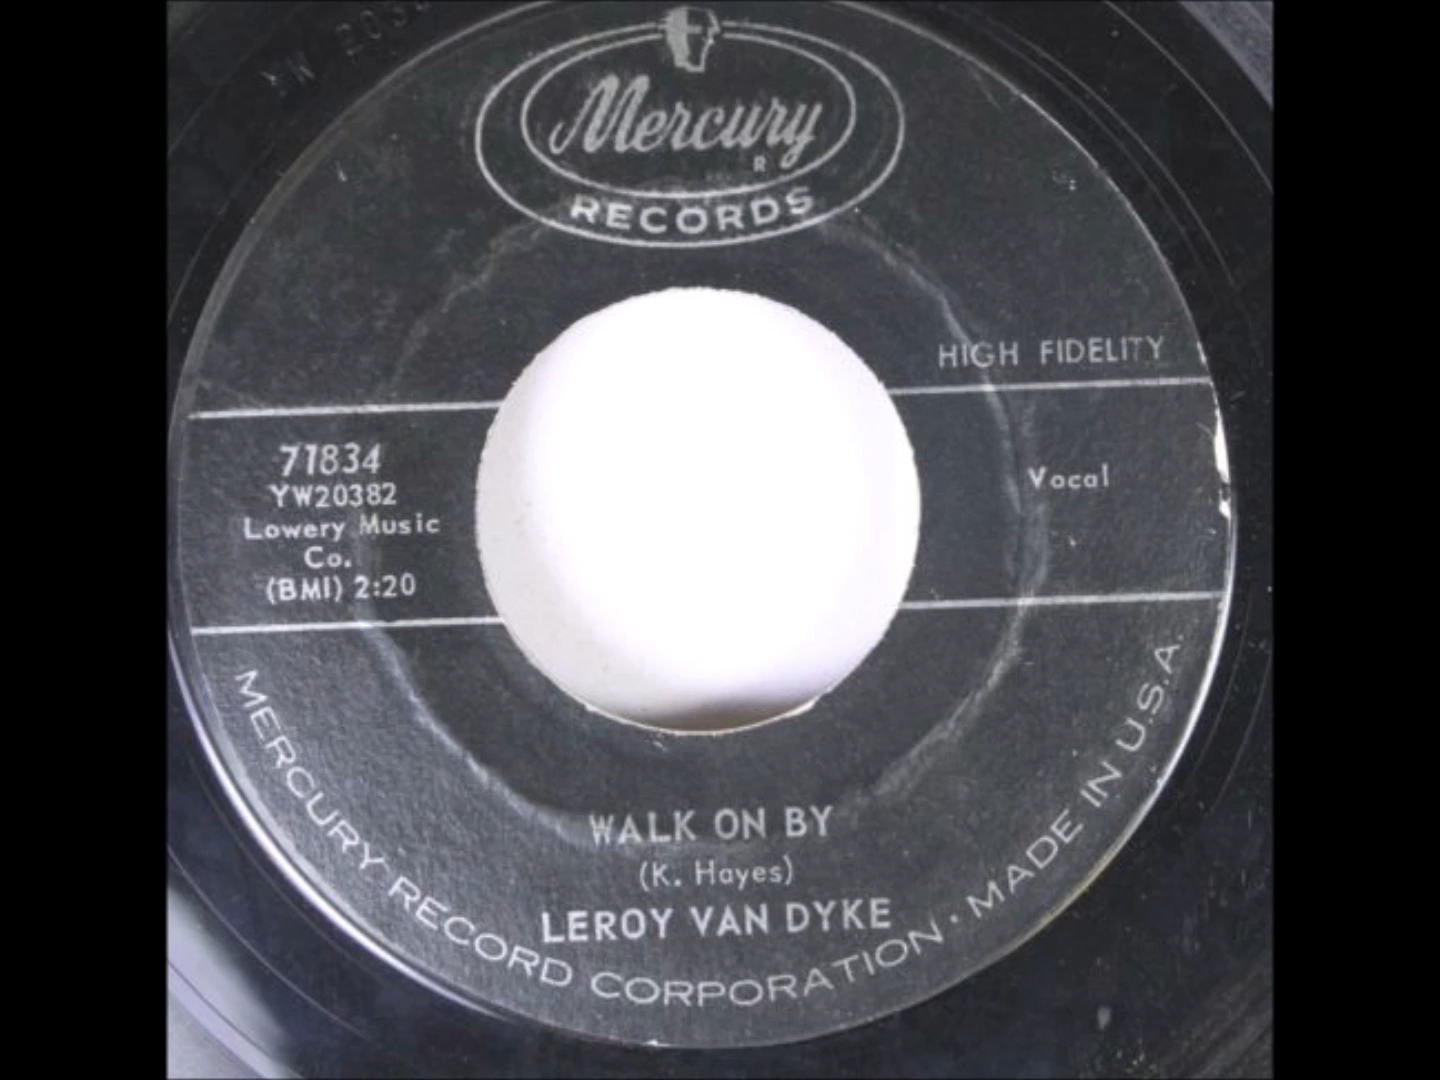 Mercury
R
RECORDS
HIGH FIDELITY
71834
YW20382
Lowery Music
Co.
(BMI) 2:20
Vocal
WALK ON BY
(K. Hayes)
LEROY VAN DYKE
MERCURY RECORD CORPORATION • MADE IN U.S.A.